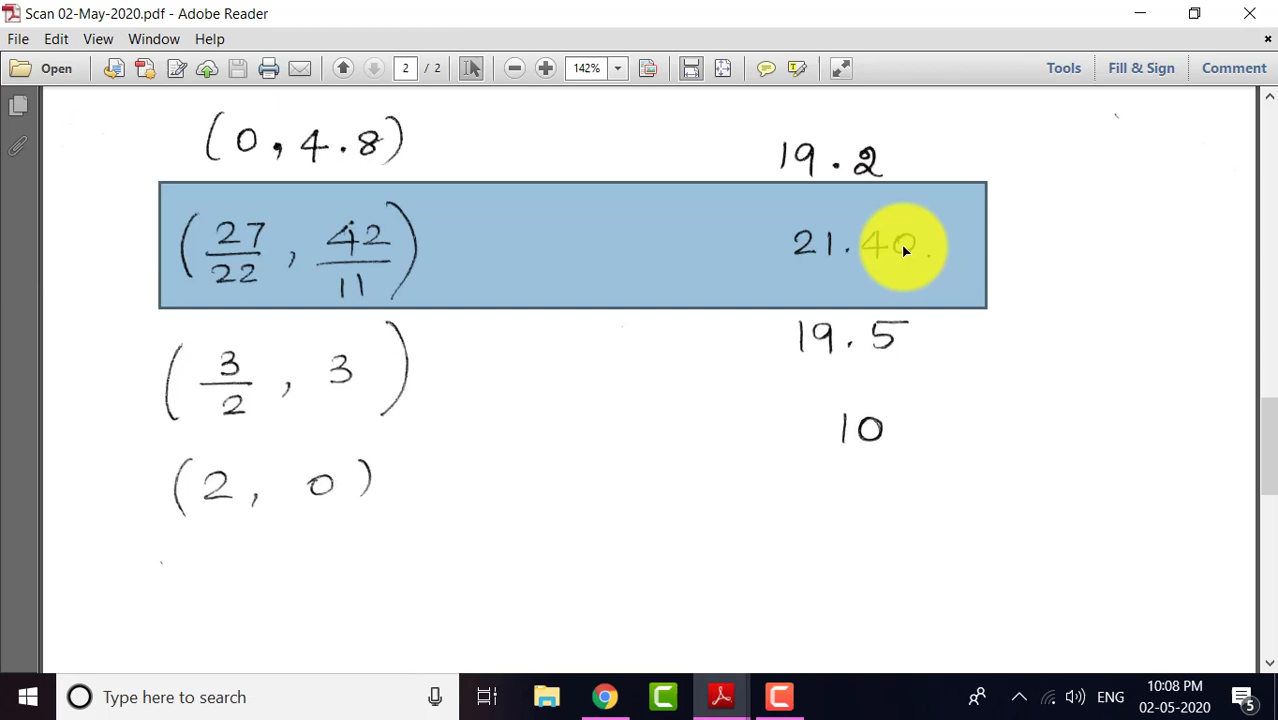 Scan 02-May-2020.pdf - Adobe Reader
File Edit View Window Help
Open 2 / 2 142% Tools Fill & Sign Comment
(0, 4.8) 19.2
(27/22, 42/11) 21.40.
(3/2, 3) 19.5
10
(2, 0)
Type here to search
ENG 10:08 PM
02-05-2020 5